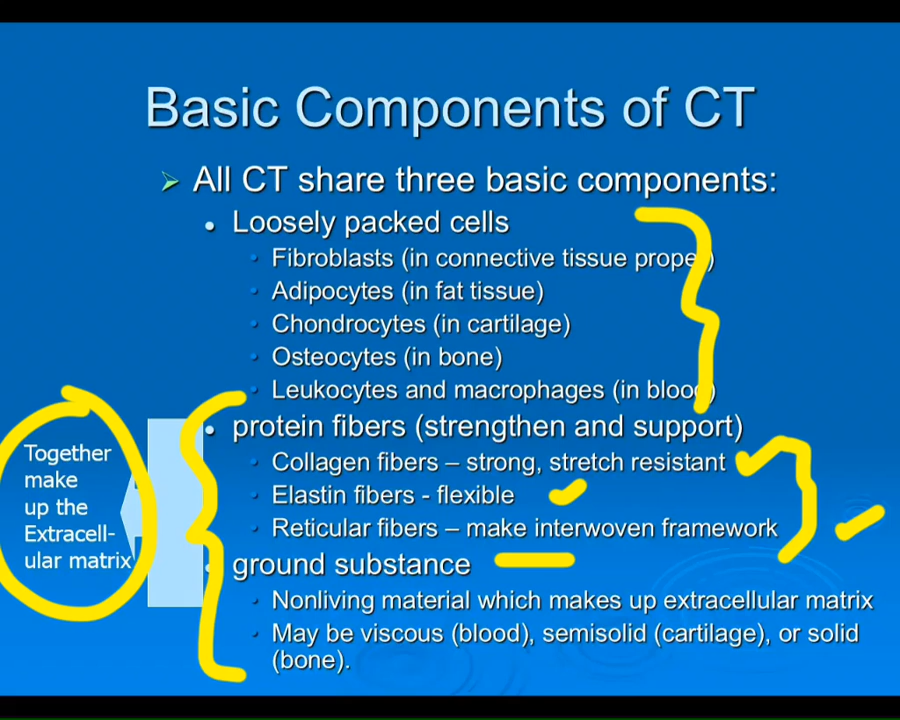 Basic Components of CT
All CT share three basic components:
Loosely packed cells
Fibroblasts (in connective tissue proper)
Adipocytes (in fat tissue)
Chondrocytes (in cartilage)
Osteocytes (in bone)
Leukocytes and macrophages (in blood)
protein fibers (strengthen and support)
Collagen fibers – strong, stretch resistant
Elastin fibers - flexible
Reticular fibers – make interwoven framework
ground substance
Nonliving material which makes up extracellular matrix
May be viscous (blood), semisolid (cartilage), or solid
(bone).
Together
make
up the
Extracell-
ular matrix